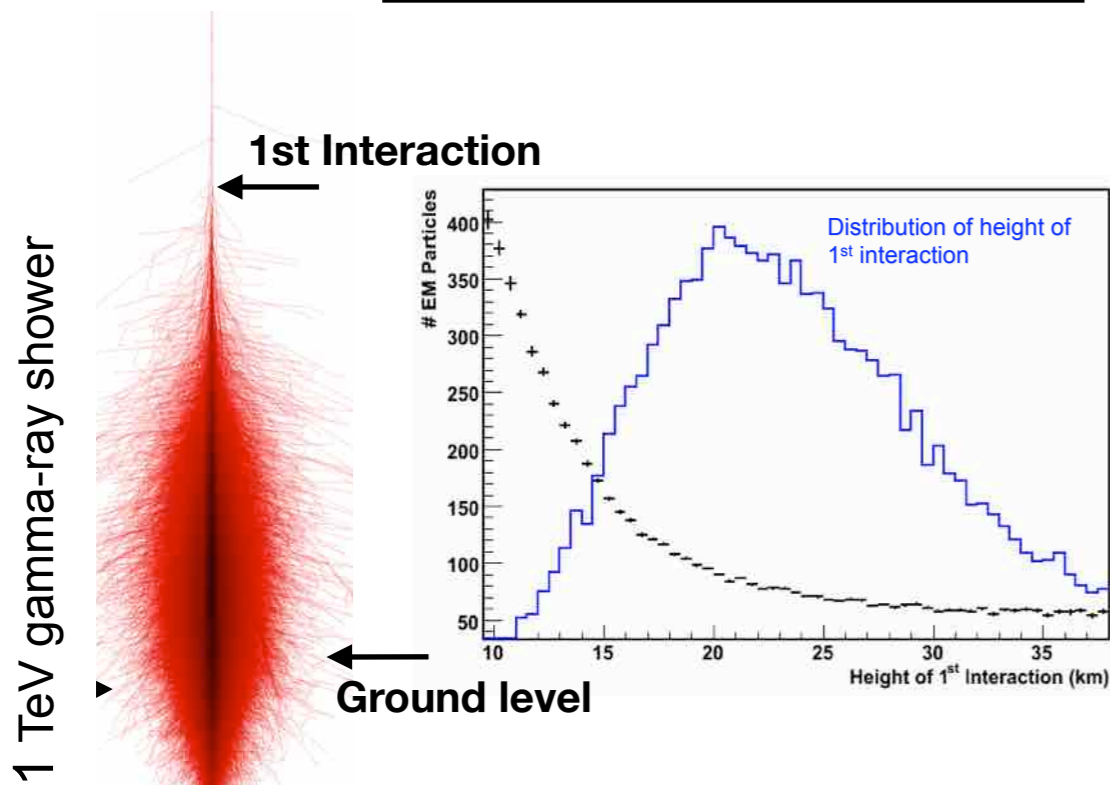 1 TeV gamma-ray shower
1st Interaction
Ground level
# EM Particles
400
350
300
250
200
150
100
50
Distribution of height of
1st interaction
10 15 20 25 30 35
Height of 1st Interaction (km)